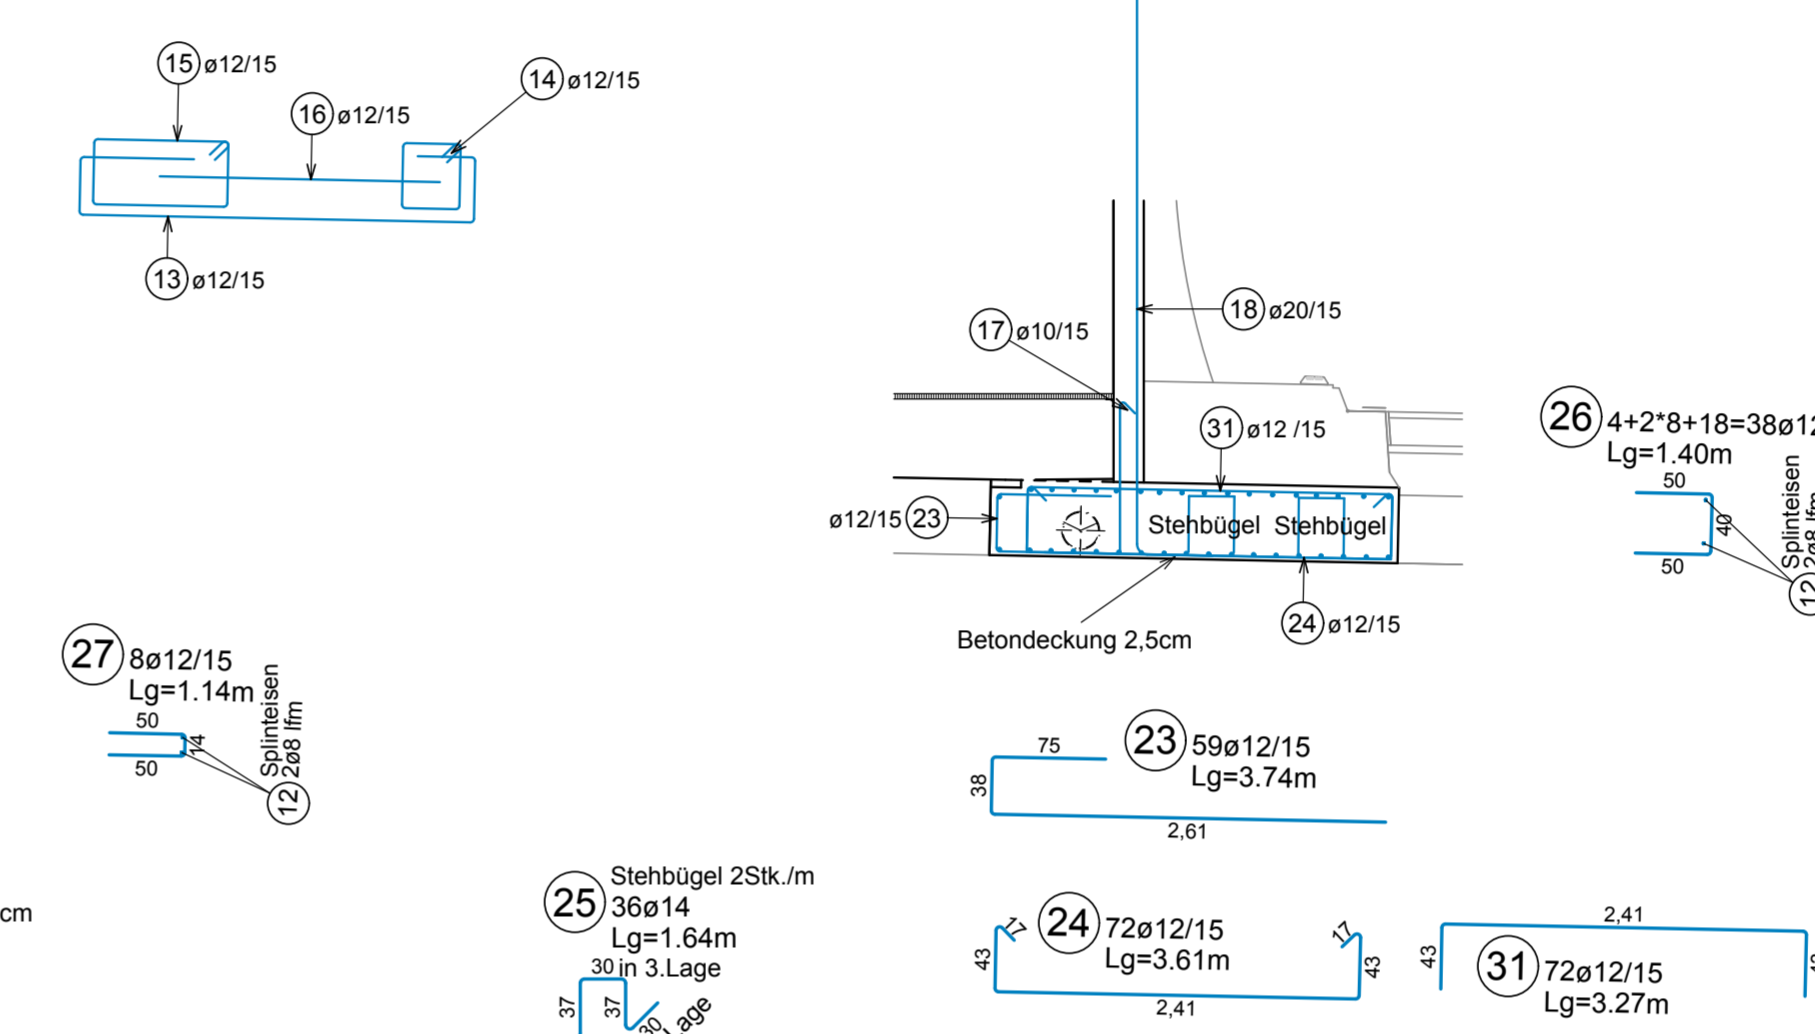 15 ø12/15
14 ø12/15
16 ø12/15
13 ø12/15
17 ø10/15
18 ø20/15
31 ø12 /15
ø12/15 23
Stehbügel Stehbügel
24 ø12/15
Betondeckung 2,5cm
26 4+2*8+18=38ø12
Lg=1.40m
50
40
50
Splinteisen
2ø8 lfm
12
27 8ø12/15
Lg=1.14m
50
14
50
Splinteisen
2ø8 lfm
12
23 59ø12/15
Lg=3.74m
75
38
2,61
cm
25 Stehbügel 2Stk./m
36ø14
Lg=1.64m
30 in 3.Lage
37
37
30
Lage
24 72ø12/15
Lg=3.61m
17
17
43
43
2,41
31 72ø12/15
Lg=3.27m
2,41
43